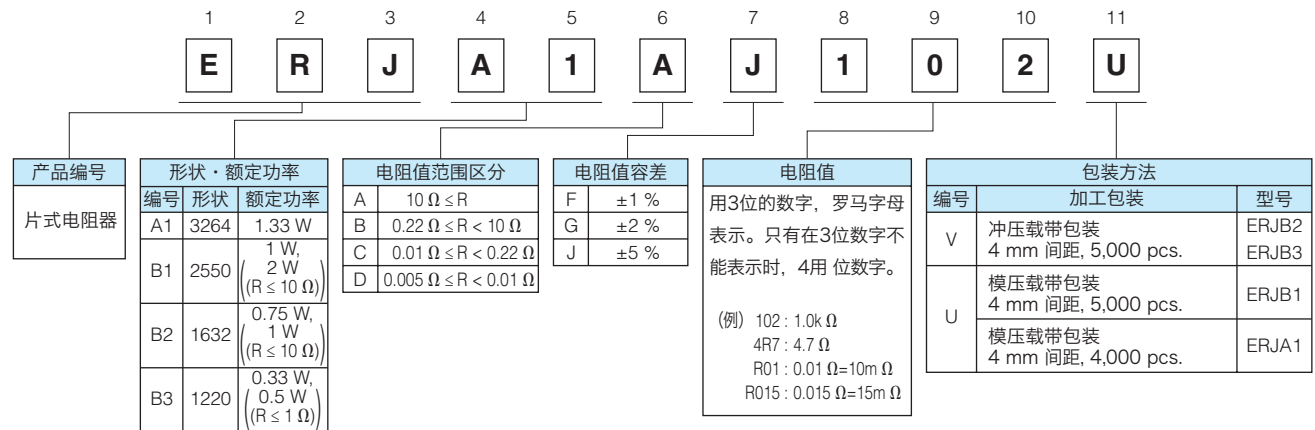 1 2 3 4 5 6 7 8 9 10 11
E R J A 1 A J 1 0 2 U
产品编号
片式电阻器
形状・额定功率
编号 形状 额定功率
A1 3264 1.33 W
B1 2550 1 W,
2 W
(R ≤ 10 Ω)
B2 1632 0.75 W,
1 W
(R ≤ 10 Ω)
B3 1220 0.33 W,
0.5 W
(R ≤ 1 Ω)
电阻值范围区分
A 10 Ω ≤ R
B 0.22 Ω ≤ R < 10 Ω
C 0.01 Ω ≤ R < 0.22 Ω
D 0.005 Ω ≤ R < 0.01 Ω
电阻值容差
F ±1 %
G ±2 %
J ±5 %
电阻值
用3位的数字，罗马字母
表示。只有在3位数字不
能表示时，4用 位数字。
(例) 102 : 1.0k Ω
4R7 : 4.7 Ω
R01 : 0.01 Ω=10m Ω
R015 : 0.015 Ω=15m Ω
包装方法
编号 加工包装 型号
V 冲压载带包装 ERJB2
4 mm 间距, 5,000 pcs. ERJB3
U 模压载带包装
4 mm 间距, 5,000 pcs. ERJB1
模压载带包装
4 mm 间距, 4,000 pcs. ERJA1